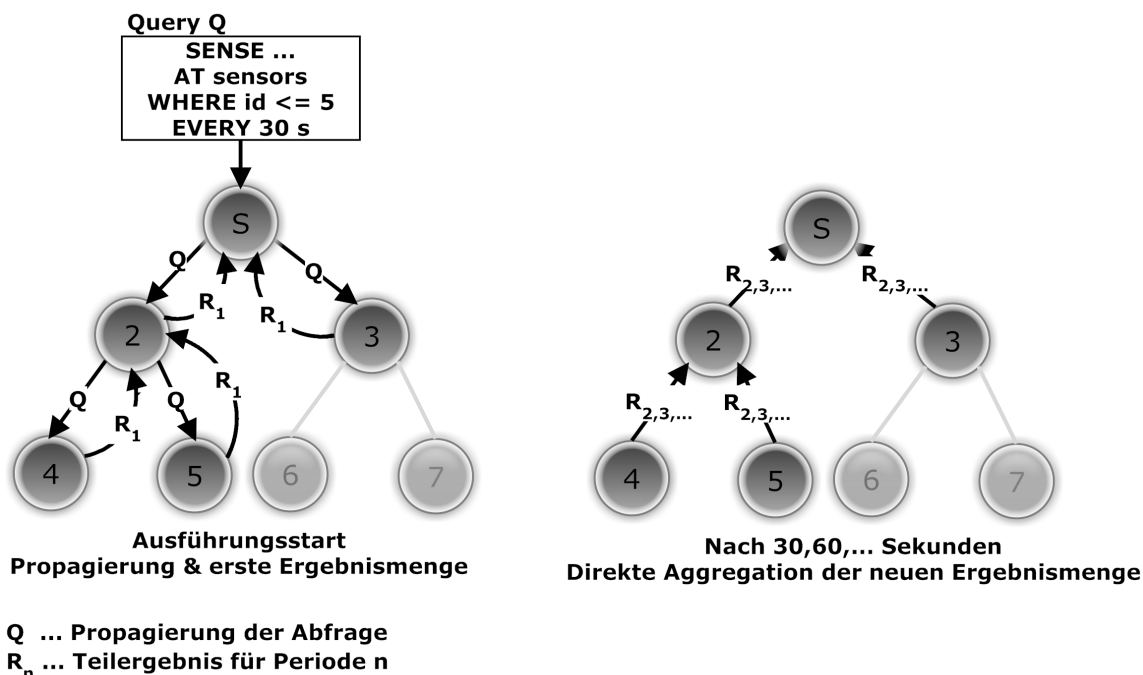 Query Q
SENSE ...
AT sensors
WHERE id <= 5
EVERY 30 s
S
Q
Q
R1
R1
2
3
Q
Q
R1
R1
4
5
6
7
Ausführungsstart
Propagierung & erste Ergebnismenge
S
R2,3,...
R2,3,...
2
3
R2,3,...
R2,3,...
4
5
6
7
Nach 30,60,... Sekunden
Direkte Aggregation der neuen Ergebnismenge
Q ... Propagierung der Abfrage
Rn ... Teilergebnis für Periode n